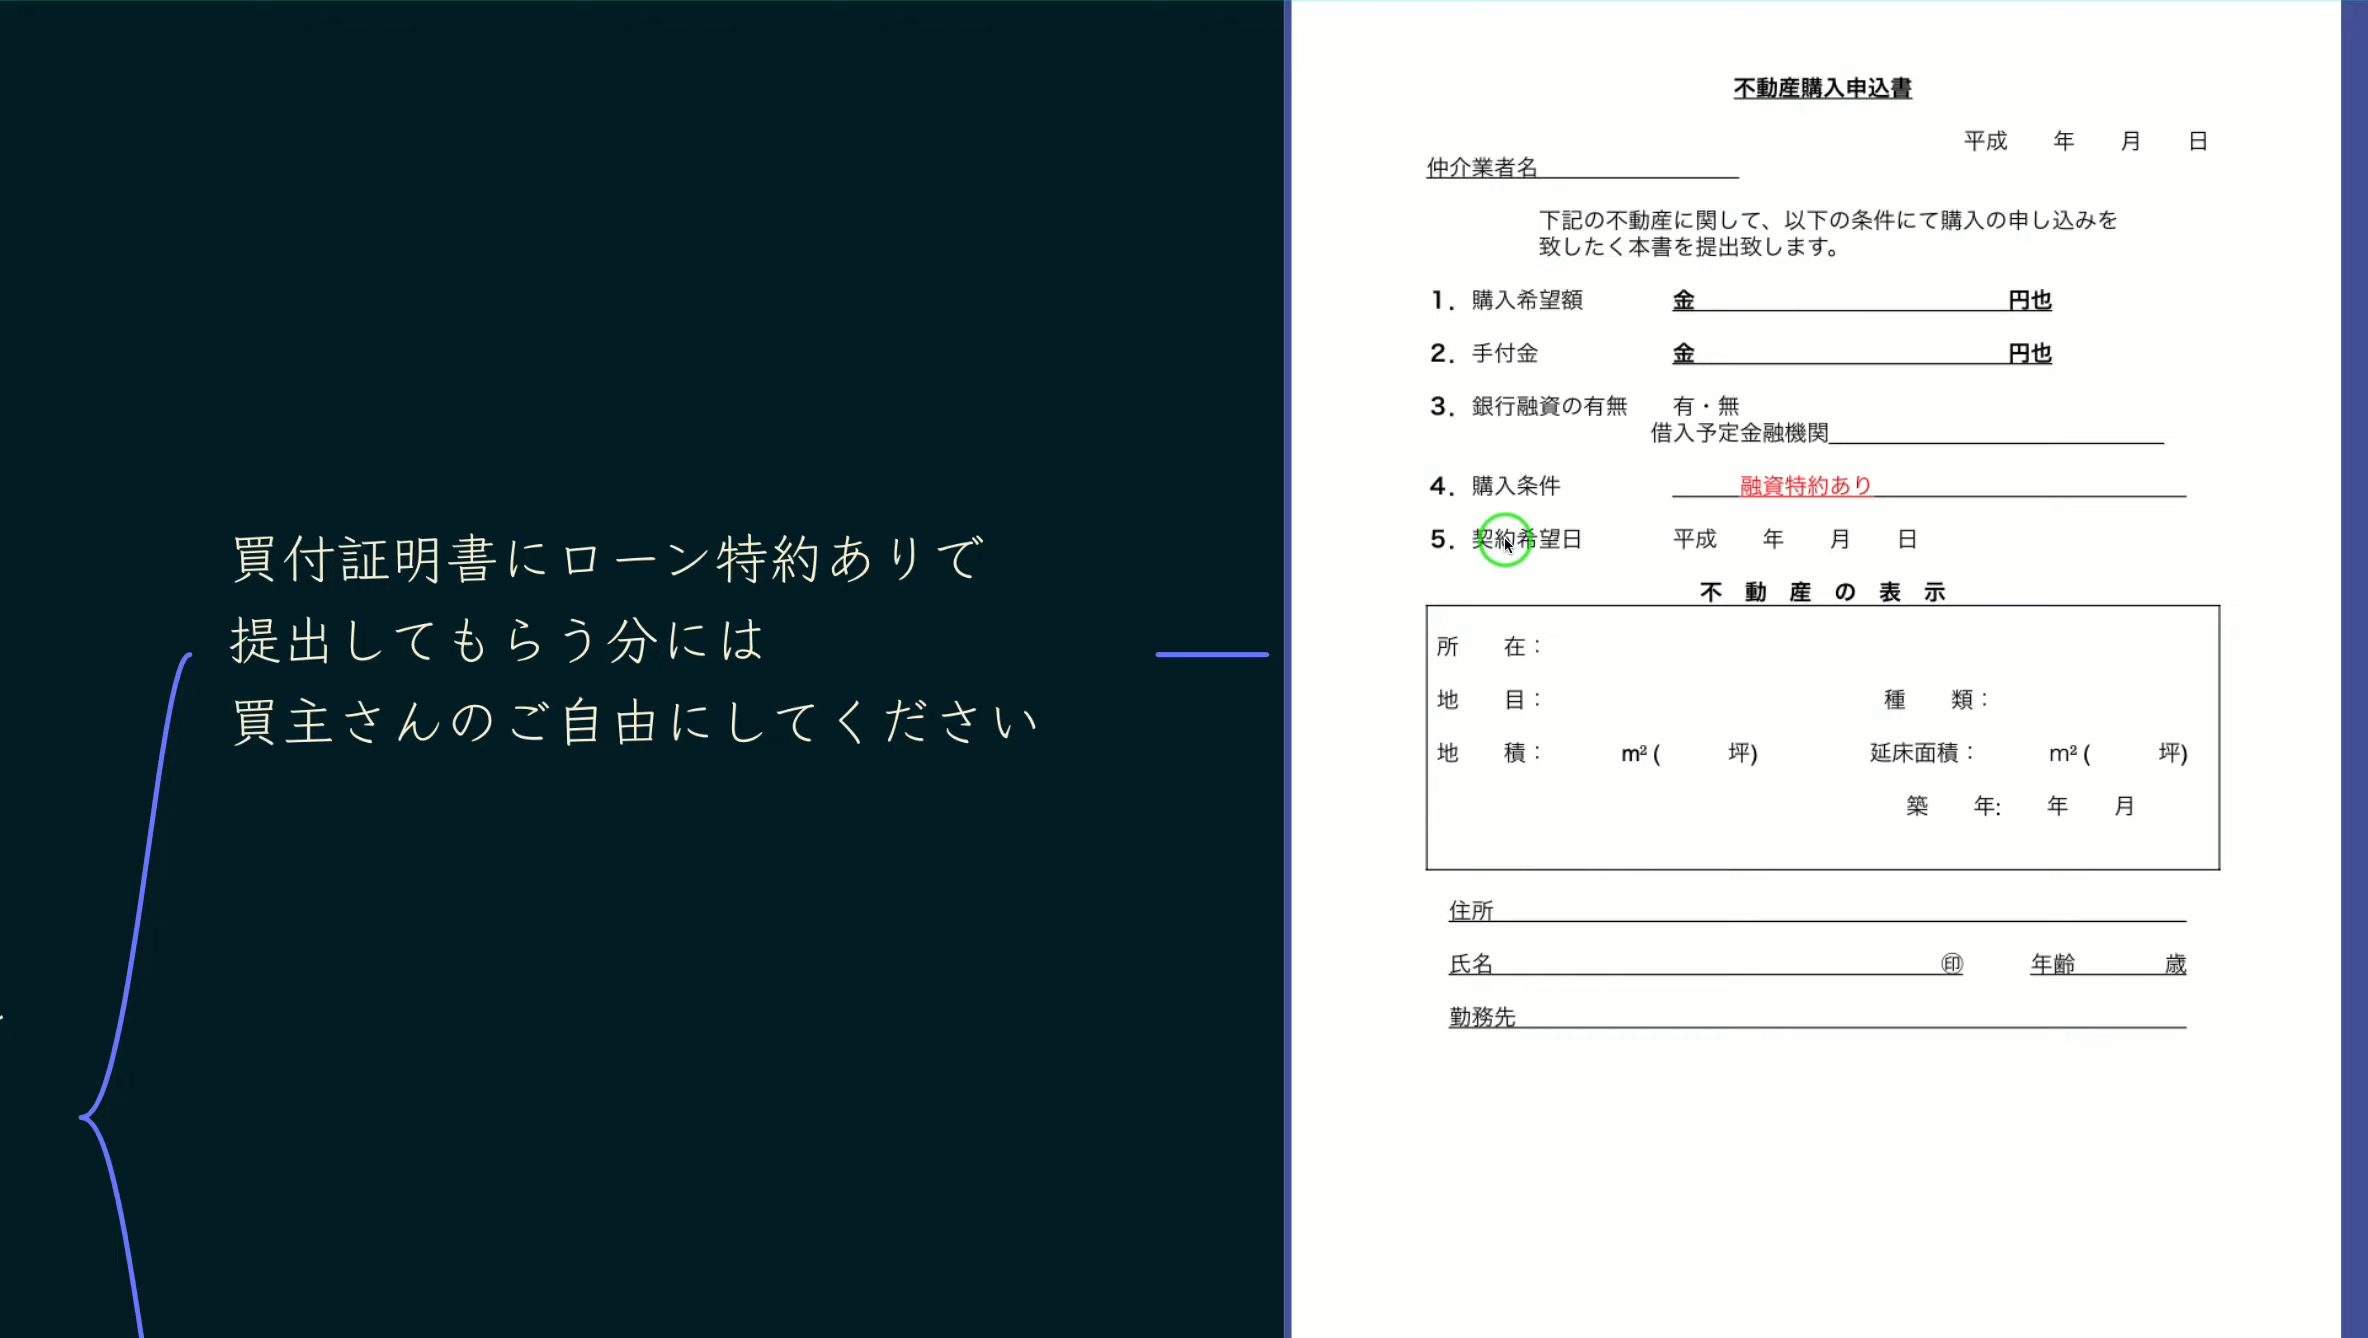 買付証明書にローン特約ありで
提出してもらう分には
買主さんのご自由にしてください
不動産購入申込書
平成 年 月 日
仲介業者名
下記の不動産に関して、以下の条件にて購入の申し込みを
致したく本書を提出致します。
1. 購入希望額 金 円也
2. 手付金 金 円也
3. 銀行融資の有無 有・無
借入予定金融機関
4. 購入条件 融資特約あり
5. 契約希望日 平成 年 月 日
不 動 産 の 表 示
所 在：
地 目： 種 類：
地 積： m² ( 坪) 延床面積： m² ( 坪)
築 年: 年 月
住所
氏名 ㊞ 年齢 歳
勤務先